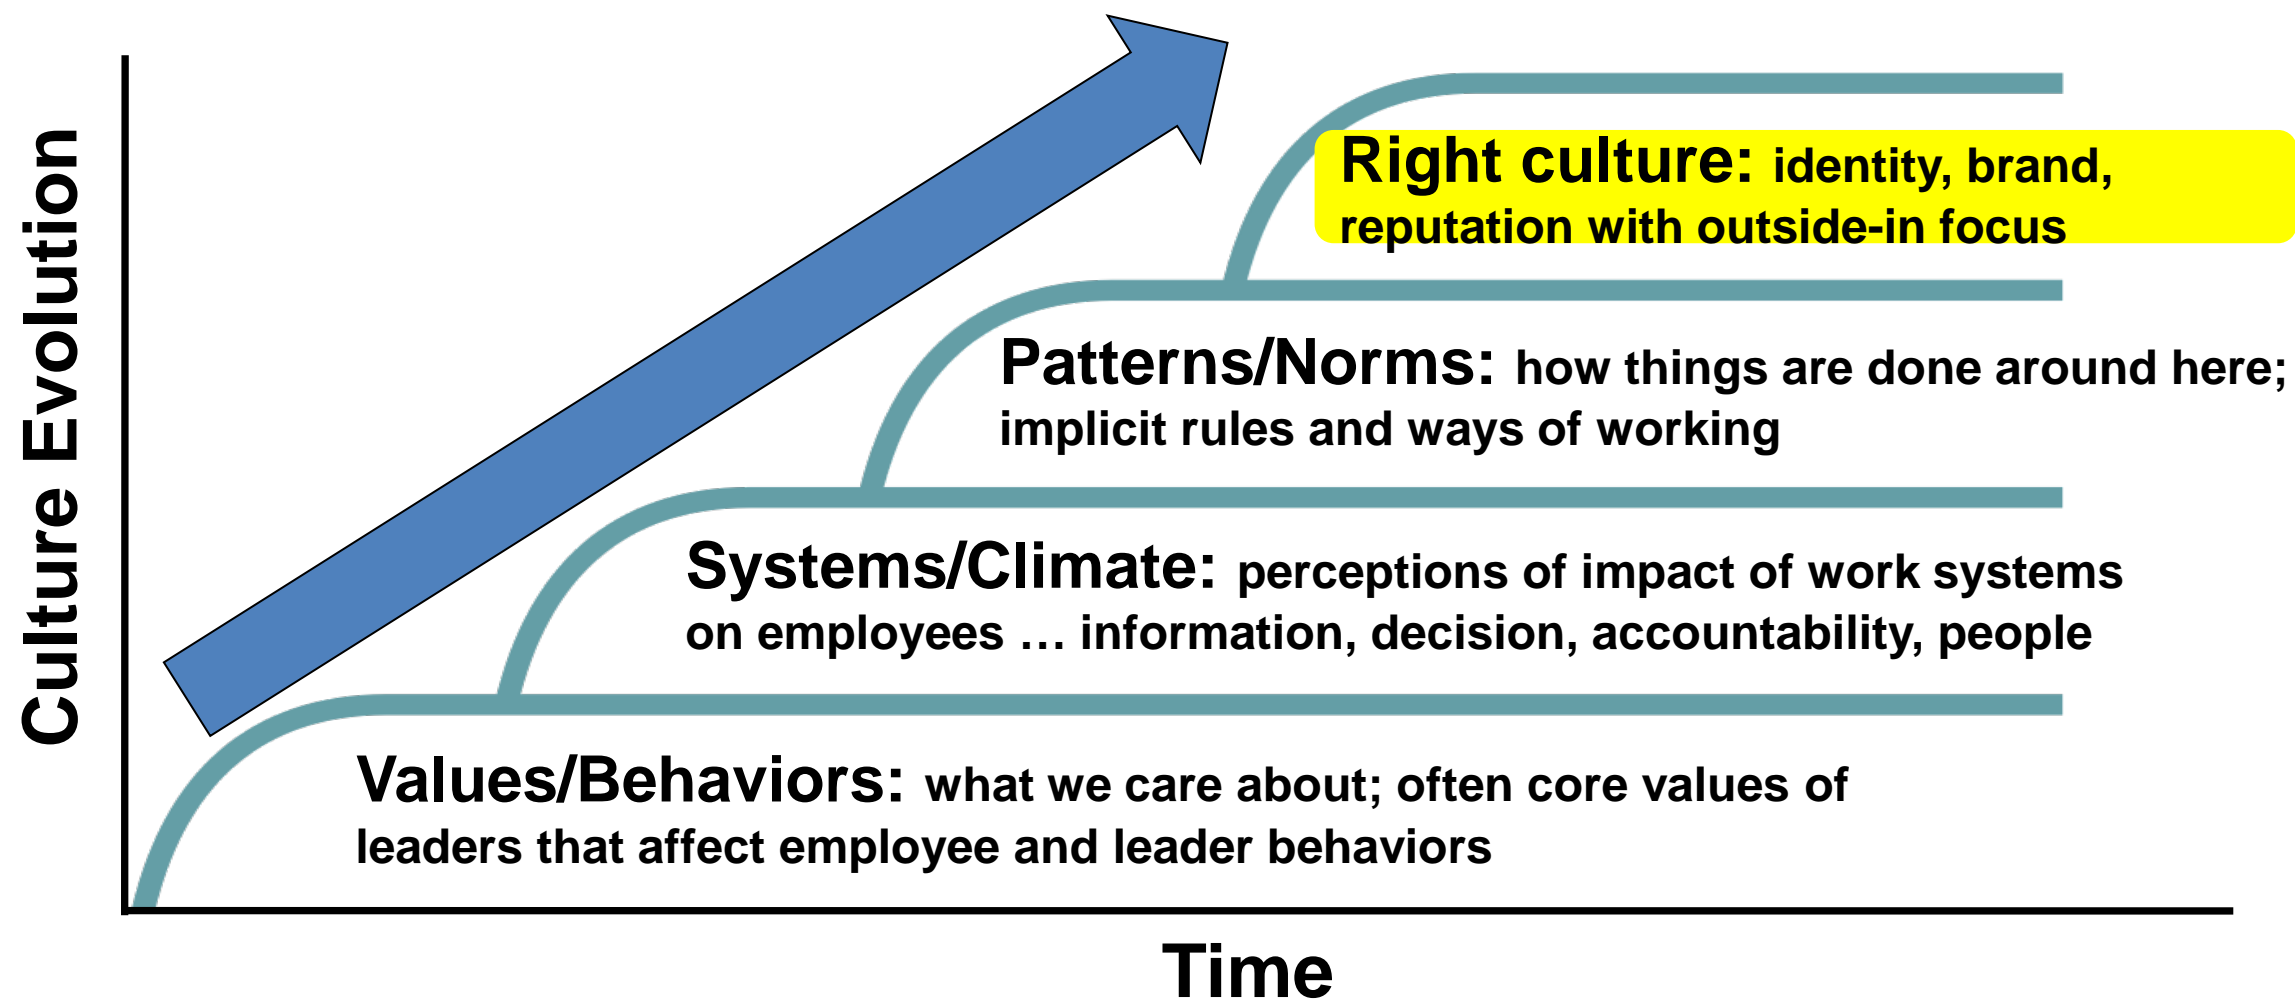 Culture Evolution
Right culture: identity, brand,
reputation with outside-in focus
Patterns/Norms: how things are done around here;
implicit rules and ways of working
Systems/Climate: perceptions of impact of work systems
on employees … information, decision, accountability, people
Values/Behaviors: what we care about; often core values of
leaders that affect employee and leader behaviors
Time